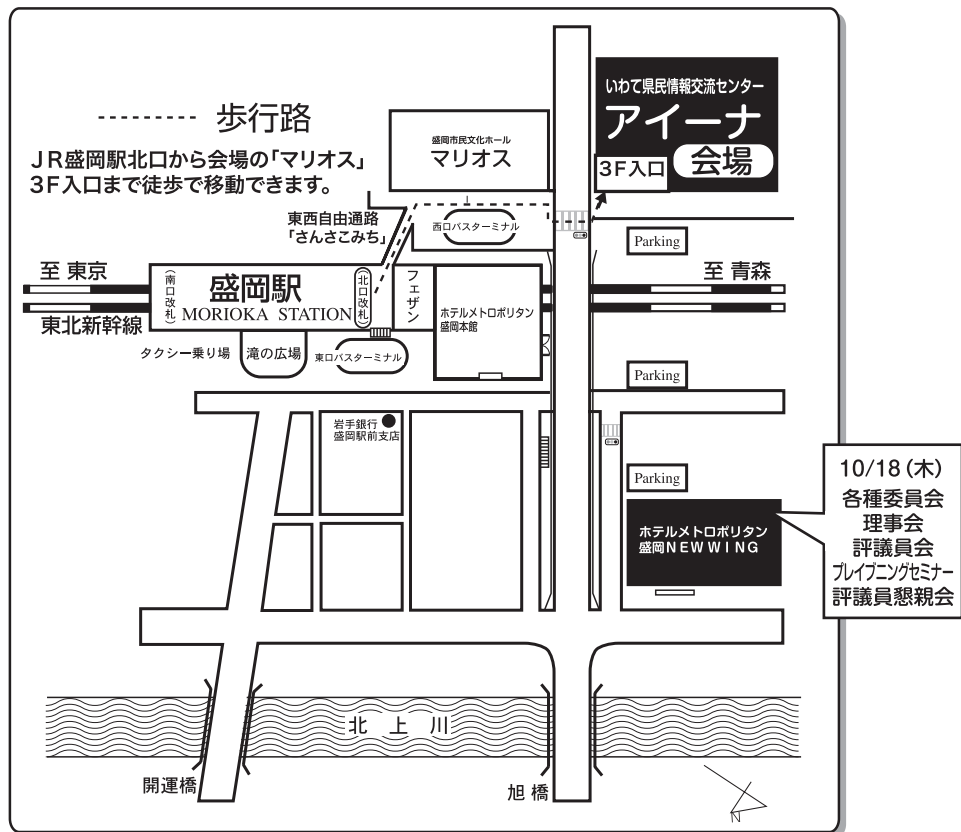 歩行路
JR盛岡駅北口から会場の「マリオス」
3F入口まで徒歩で移動できます。
盛岡市民文化ホール
マリオス
いわて県民情報交流センター
アイーナ
会場
3F入口
東西自由通路
「さんさこみち」
西口バスターミナル
Parking
至 東京
東北新幹線
(南口改札)
盛岡駅
MORIOKA STATION
北口改札
フェザン
ホテルメトロポリタン
盛岡本館
至 青森
タクシー乗り場
滝の広場
東口バスターミナル
Parking
岩手銀行
盛岡駅前支店
Parking
ホテルメトロポリタン
盛岡NEW WING
10/18(木)
各種委員会
理事会
評議員会
プレイブニングセミナー
評議員懇親会
北上川
開運橋
旭橋
N